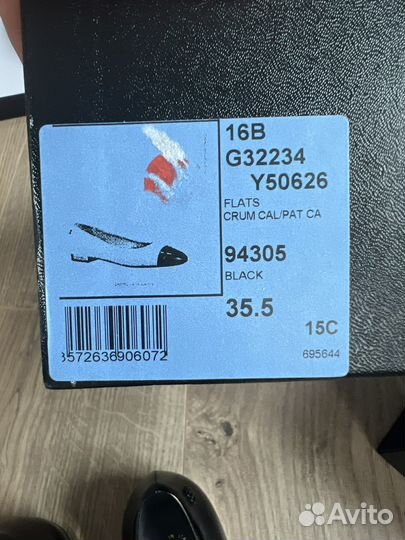 16B
G32234
Y50626
FLATS
CRUM CAL/PAT CA
94305
BLACK
35.5
15C
695644
3572636906072
Avito